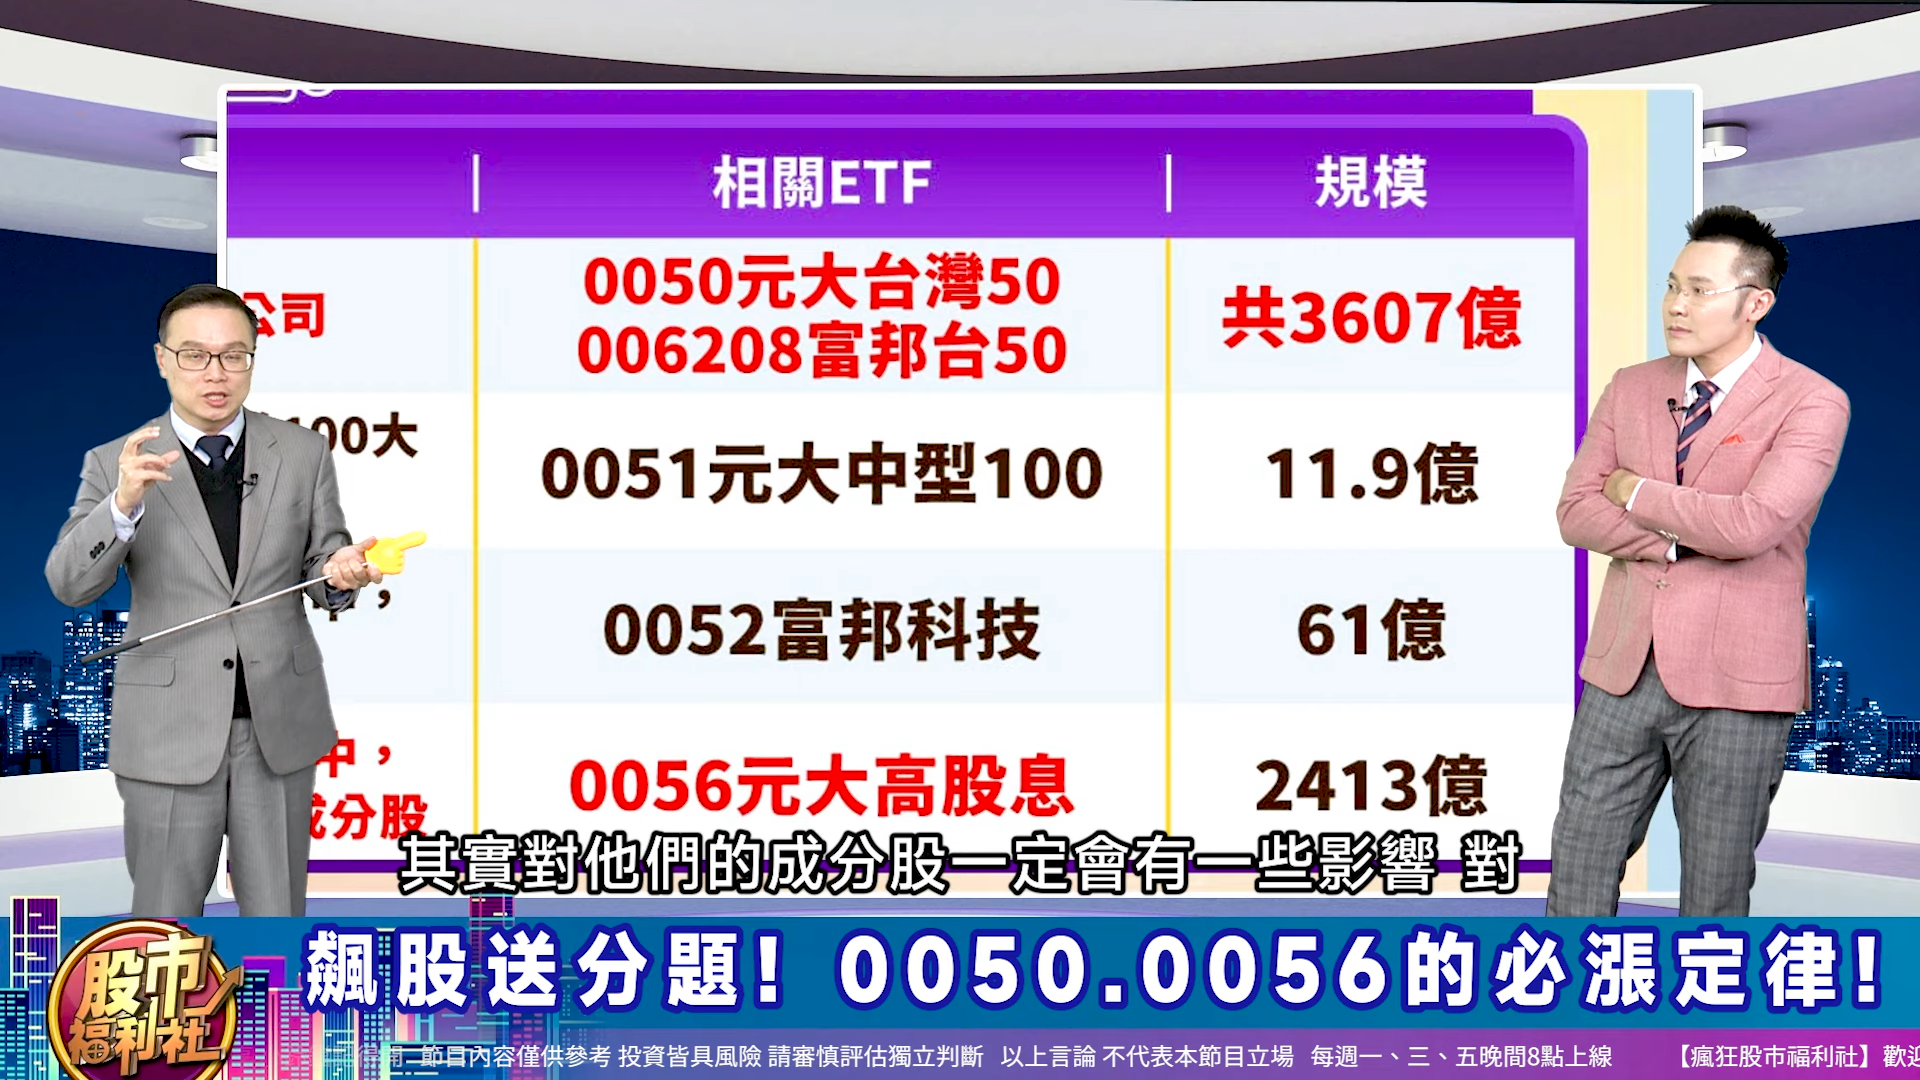 相關ETF
規模
公司
0050元大台灣50
006208富邦台50
共3607億
100大
0051元大中型100
11.9億
，
0052富邦科技
61億
中，
成分股
0056元大高股息
2413億
其實對他們的成分股一定會有一些影響 對
股市
福利社
飆股送分題! 0050.0056的必漲定律!
節目內容僅供參考 投資皆具風險 請審慎評估獨立判斷 以上言論 不代表本節目立場 每週一、三、五晚間8點上線 【瘋狂股市福利社】歡迎